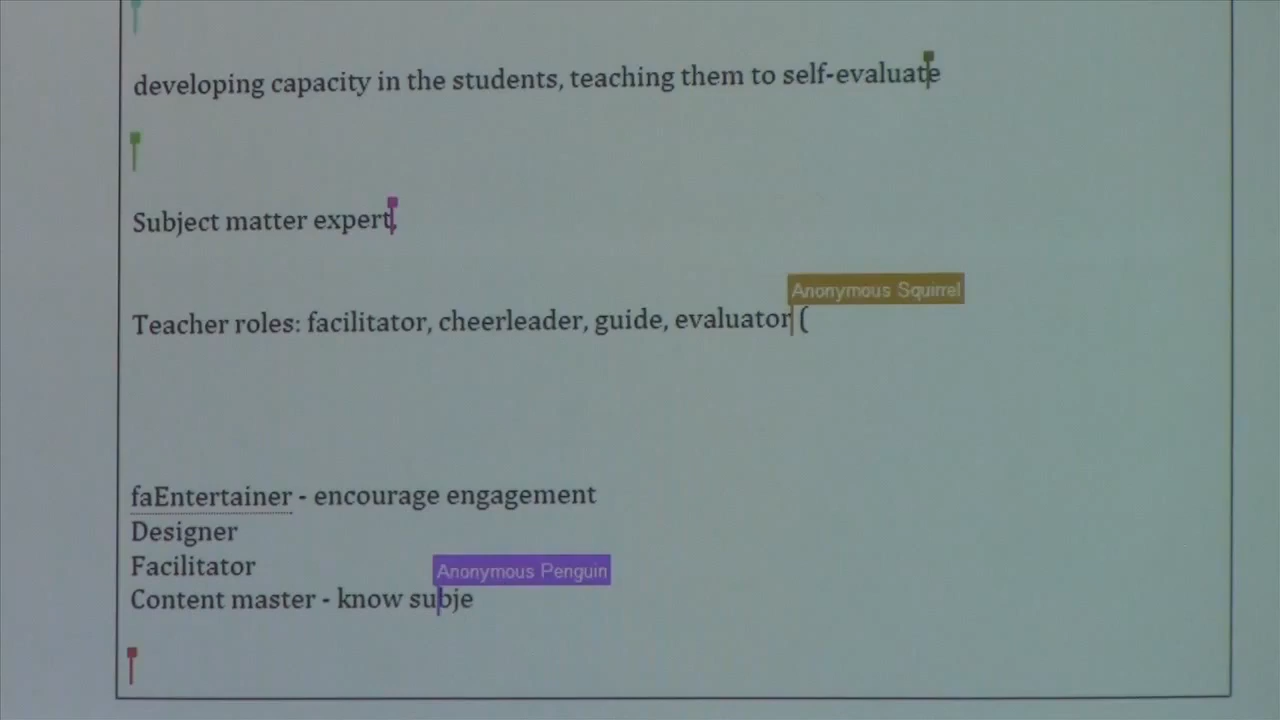 developing capacity in the students, teaching them to self-evaluate
Subject matter expert,
Anonymous Squirrel
Teacher roles: facilitator, cheerleader, guide, evaluator (
faEntertainer - encourage engagement
Designer
Facilitator
Anonymous Penguin
Content master - know subje